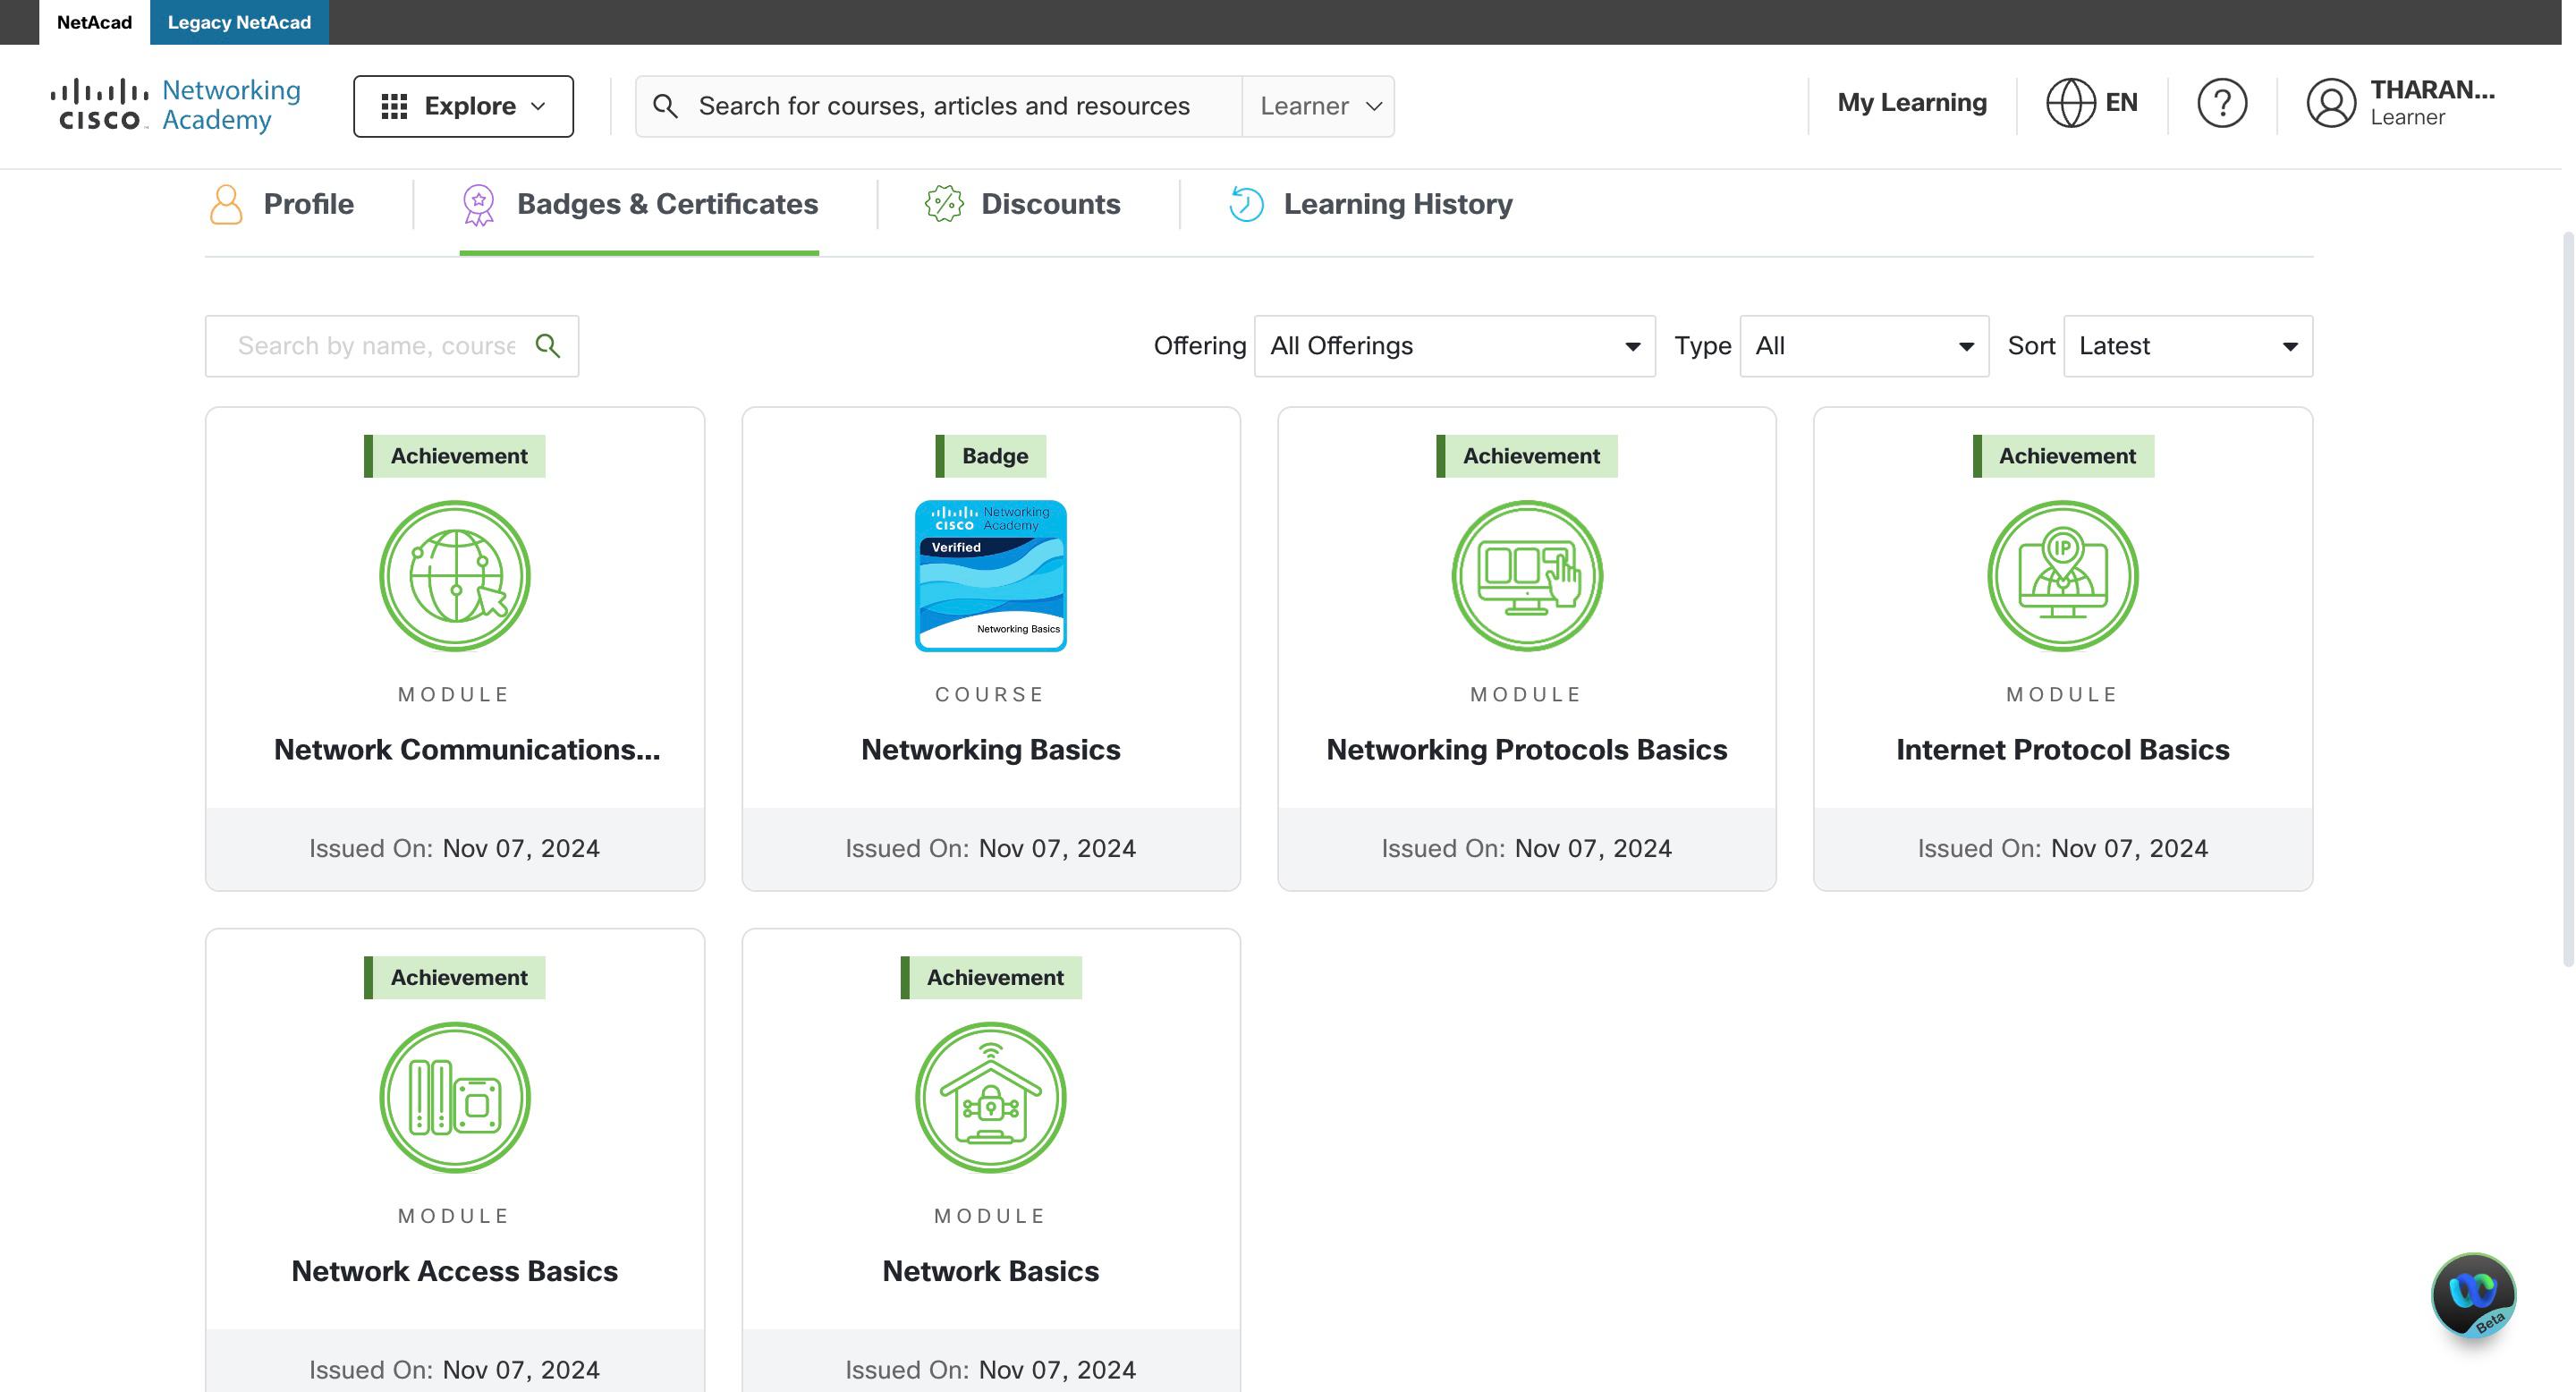 NetAcad Legacy NetAcad
CISCO Networking Academy
Explore
Search for courses, articles and resources Learner
My Learning EN ? THARAN...
Learner
Profile Badges & Certificates Discounts Learning History
Search by name, course Offering All Offerings Type All Sort Latest
Achievement
MODULE
Network Communications...
Issued On: Nov 07, 2024
Badge
CISCO Networking Academy
Verified
Networking Basics
COURSE
Networking Basics
Issued On: Nov 07, 2024
Achievement
MODULE
Networking Protocols Basics
Issued On: Nov 07, 2024
Achievement
IP
MODULE
Internet Protocol Basics
Issued On: Nov 07, 2024
Achievement
MODULE
Network Access Basics
Issued On: Nov 07, 2024
Achievement
MODULE
Network Basics
Issued On: Nov 07, 2024
Beta